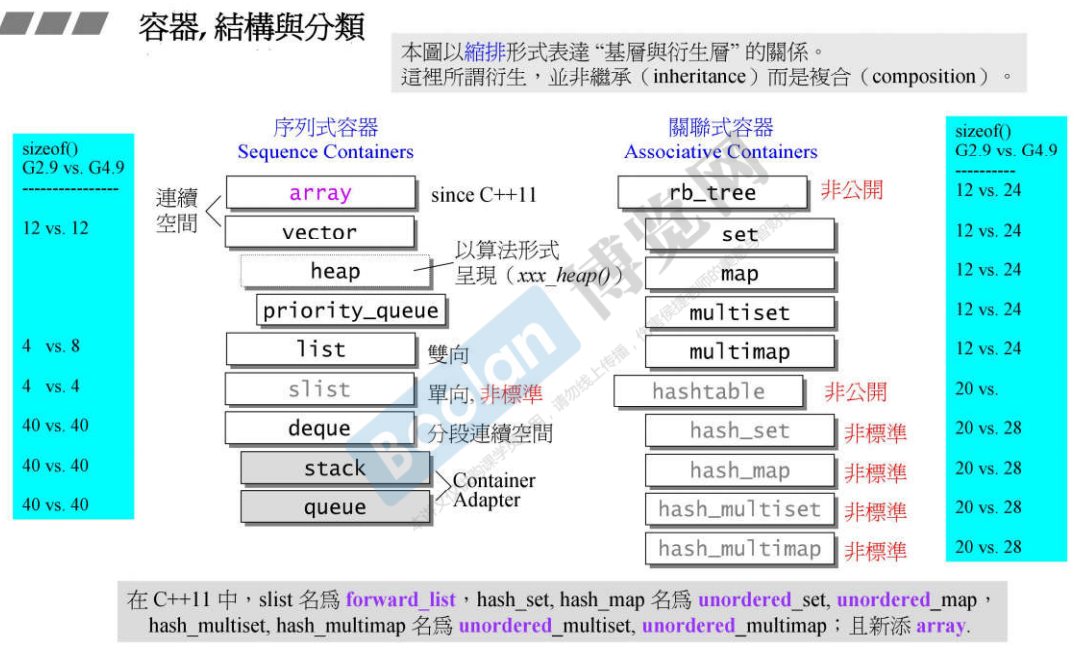 容器, 結構與分類
本圖以縮排形式表達 “基層與衍生層” 的關係。
這裡所謂衍生，並非繼承（inheritance）而是複合（composition）。
序列式容器
Sequence Containers
關聯式容器
Associative Containers
sizeof()
G2.9 vs. G4.9
----------------
12 vs. 12
4 vs. 8
4 vs. 4
40 vs. 40
40 vs. 40
40 vs. 40
連續
空間
array
since C++11
vector
heap
以算法形式
呈現（xxx_heap()）
priority_queue
list
雙向
slist
單向, 非標準
deque
分段連續空間
stack
queue
Container
Adapter
rb_tree
非公開
set
map
multiset
multimap
hashtable
非公開
hash_set
非標準
hash_map
非標準
hash_multiset
非標準
hash_multimap
非標準
sizeof()
G2.9 vs. G4.9
----------
12 vs. 24
12 vs. 24
12 vs. 24
12 vs. 24
12 vs. 24
20 vs.
20 vs. 28
20 vs. 28
20 vs. 28
20 vs. 28
Boolan 博览网
在 C++11 中，slist 名為 forward_list，hash_set, hash_map 名為 unordered_set, unordered_map，
hash_multiset, hash_multimap 名為 unordered_multiset, unordered_multimap；且新添 array.